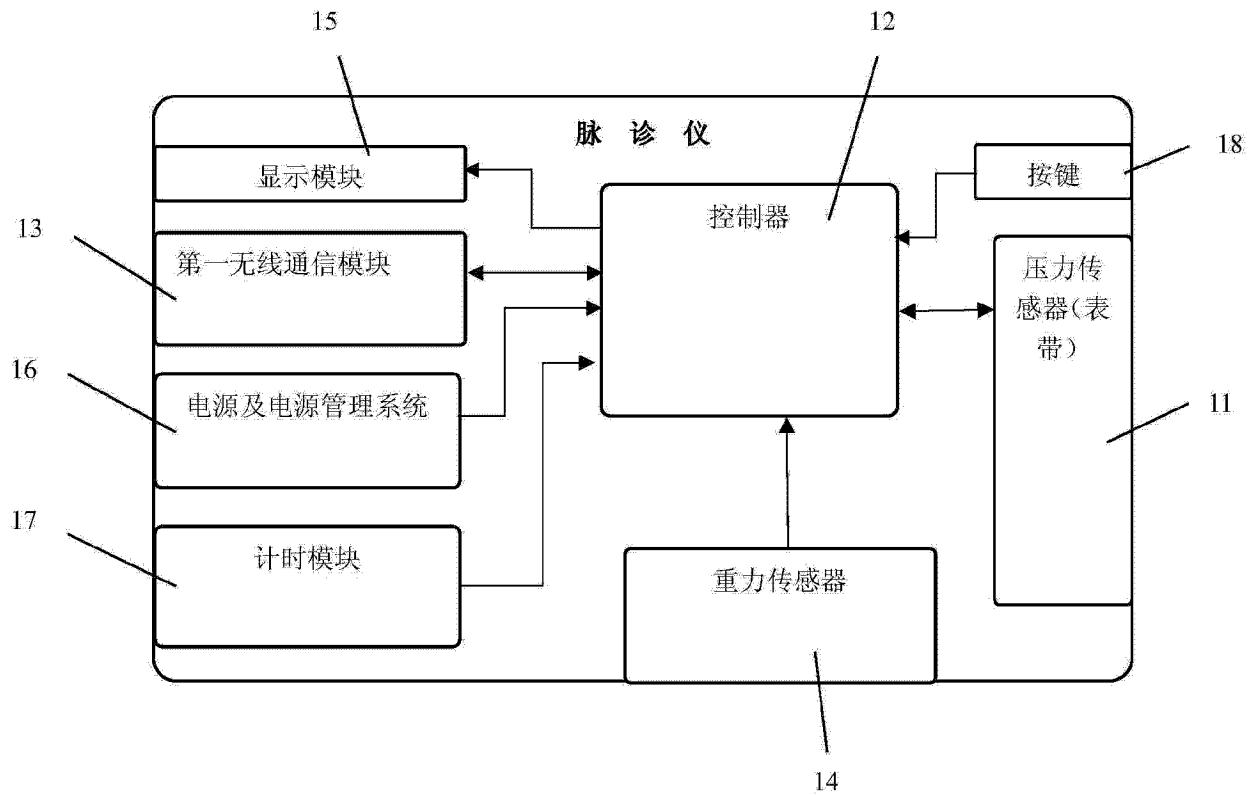 15
12
脉 诊 仪
显示模块
按键
18
控制器
13
第一无线通信模块
压力传
感器（表
带）
16
电源及电源管理系统
11
17
计时模块
重力传感器
14